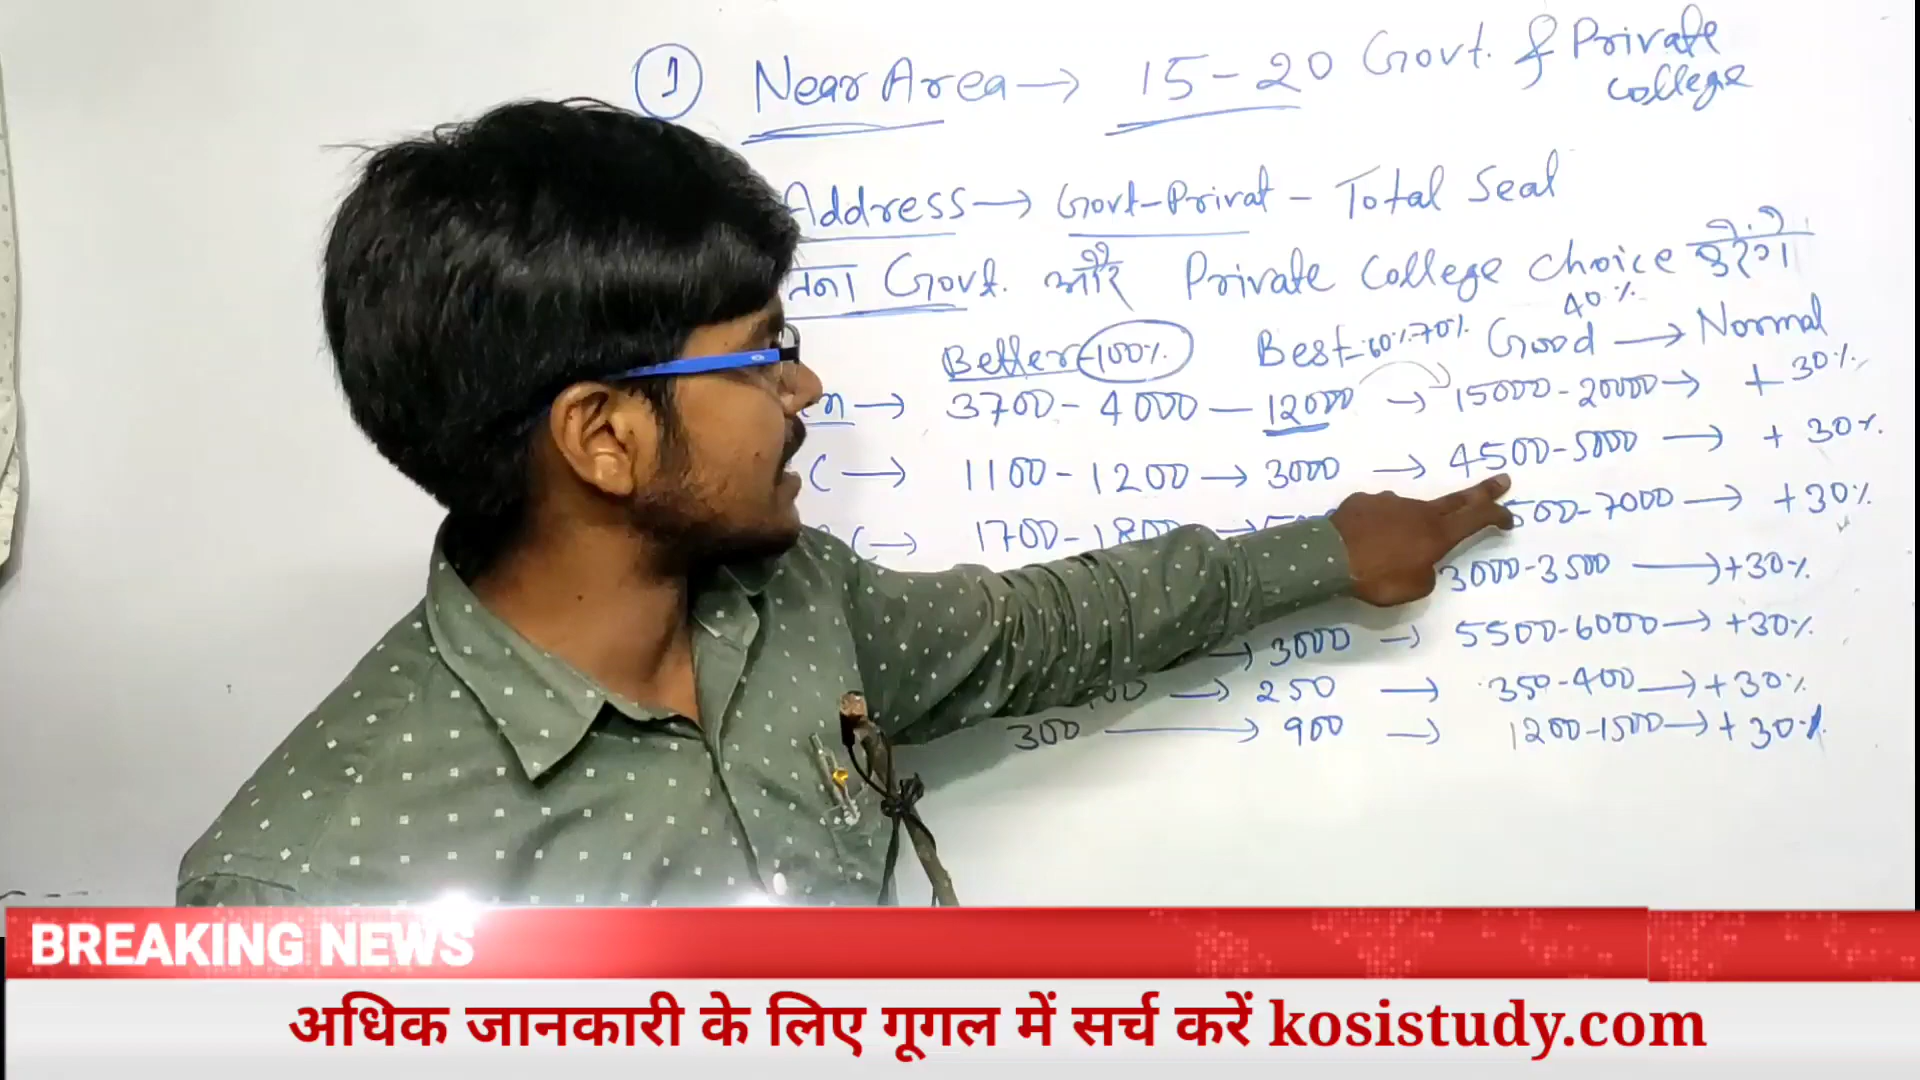 1 Near Area → 15-20 Govt. & Private college
Address → Govt-Privat - Total Seat
Govt. और Private College choice करेगा
Better-100% Best-60%-70% Good 40% → Normal
→ 3700-4000 - 12000 → 15000-20000 → +30%
C → 1100-1200 → 3000 → 4500-5000 → +30%
C → 1700-1800 → 500-7000 → +30%
3000-3500 → +30%
→ 3000 → 5500-6000 → +30%
→ 250 → 350-400 → +30%
300 → 900 → 1200-1500 → +30%
BREAKING NEWS
अधिक जानकारी के लिए गूगल में सर्च करें kosistudy.com